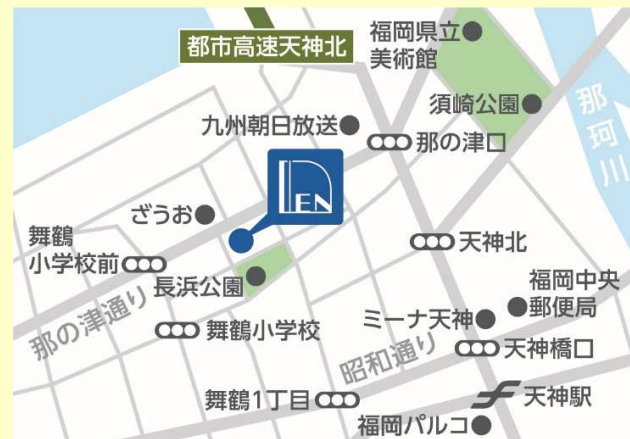 都市高速天神北
福岡県立
美術館
須崎公園
那珂川
九州朝日放送
那の津口
DEN
ざうお
舞鶴
小学校前
長浜公園
天神北
福岡中央
郵便局
那の津通り
舞鶴小学校
ミーナ天神
昭和通り
天神橋口
舞鶴1丁目
天神駅
福岡パルコ